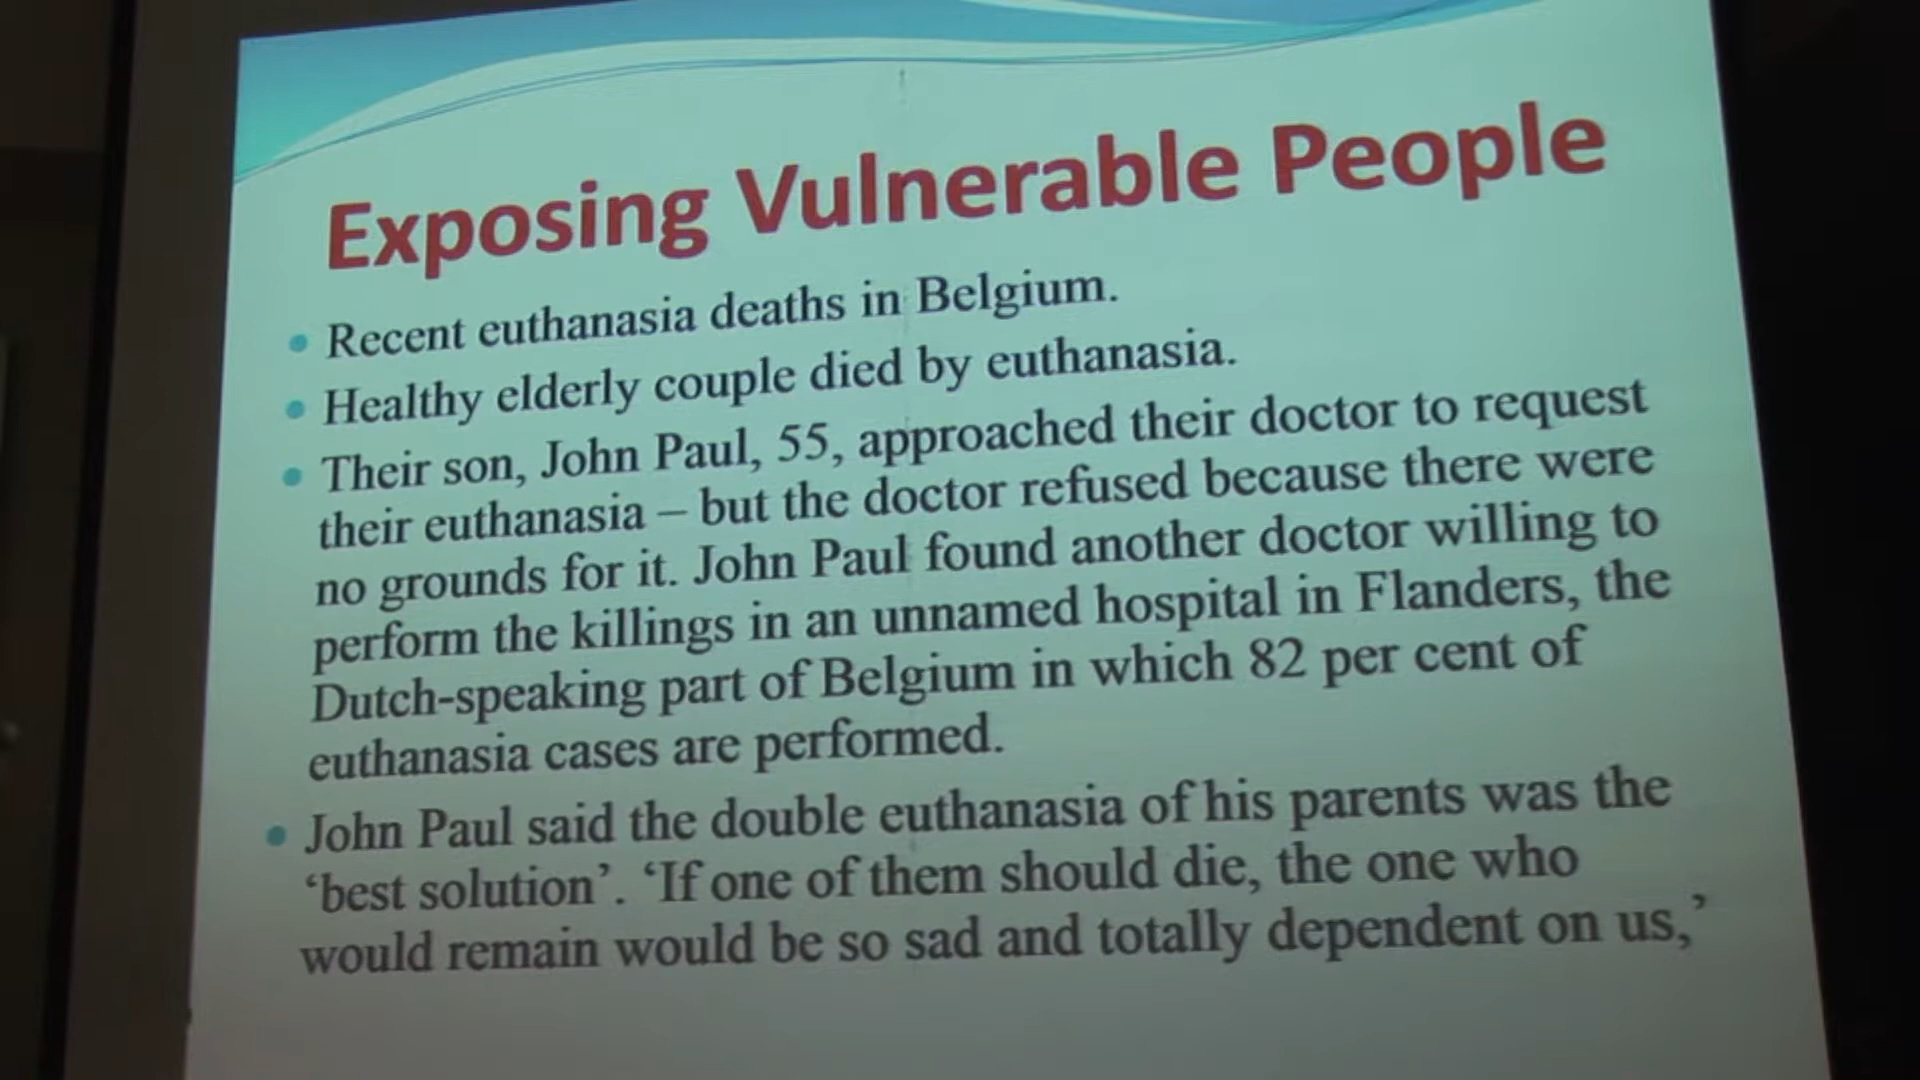 Exposing Vulnerable People
• Recent euthanasia deaths in Belgium.
• Healthy elderly couple died by euthanasia.
• Their son, John Paul, 55, approached their doctor to request
their euthanasia – but the doctor refused because there were
no grounds for it. John Paul found another doctor willing to
perform the killings in an unnamed hospital in Flanders, the
Dutch-speaking part of Belgium in which 82 per cent of
euthanasia cases are performed.
• John Paul said the double euthanasia of his parents was the
‘best solution’. ‘If one of them should die, the one who
would remain would be so sad and totally dependent on us,’